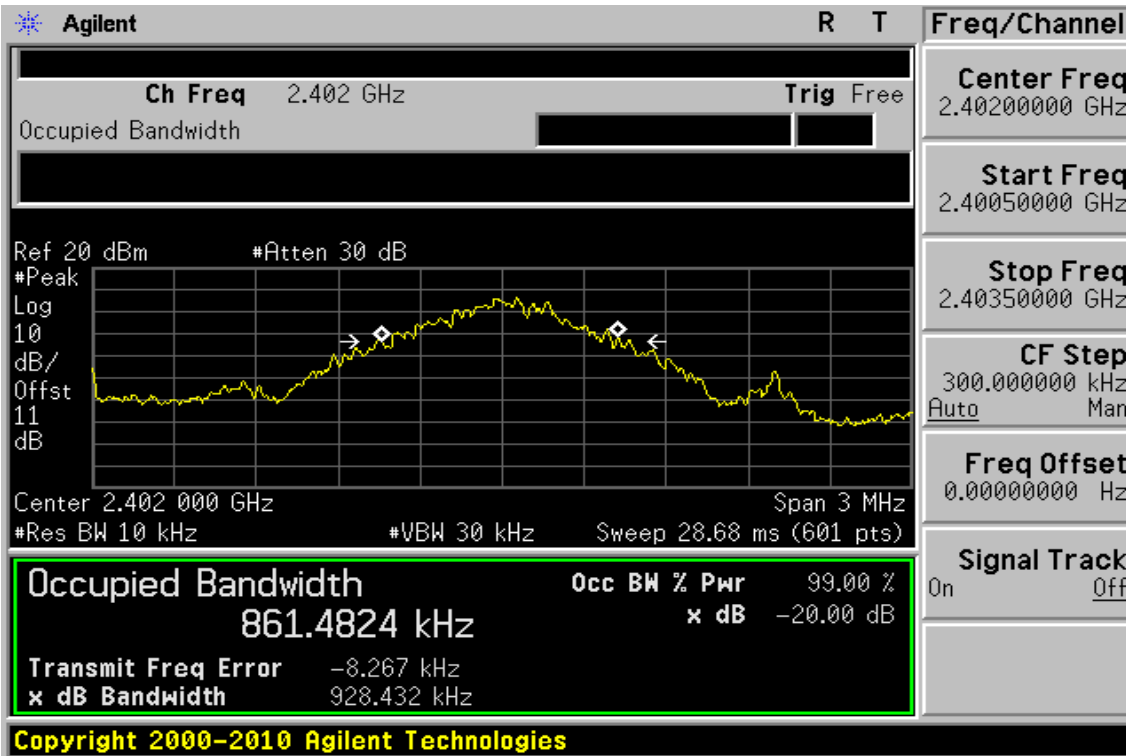 Agilent R T
Ch Freq 2.402 GHz Trig Free
Occupied Bandwidth
Ref 20 dBm #Atten 30 dB
#Peak
Log
10
dB/
Offst
11
dB
Center 2.402 000 GHz Span 3 MHz
#Res BW 10 kHz #VBW 30 kHz Sweep 28.68 ms (601 pts)
Occupied Bandwidth Occ BW % Pwr 99.00 %
861.4824 kHz x dB -20.00 dB
Transmit Freq Error -8.267 kHz
x dB Bandwidth 928.432 kHz
Copyright 2000-2010 Agilent Technologies
Freq/Channel
Center Freq
2.40200000 GHz
Start Freq
2.40050000 GHz
Stop Freq
2.40350000 GHz
CF Step
300.000000 kHz
Auto Man
Freq Offset
0.00000000 Hz
Signal Track
On Off